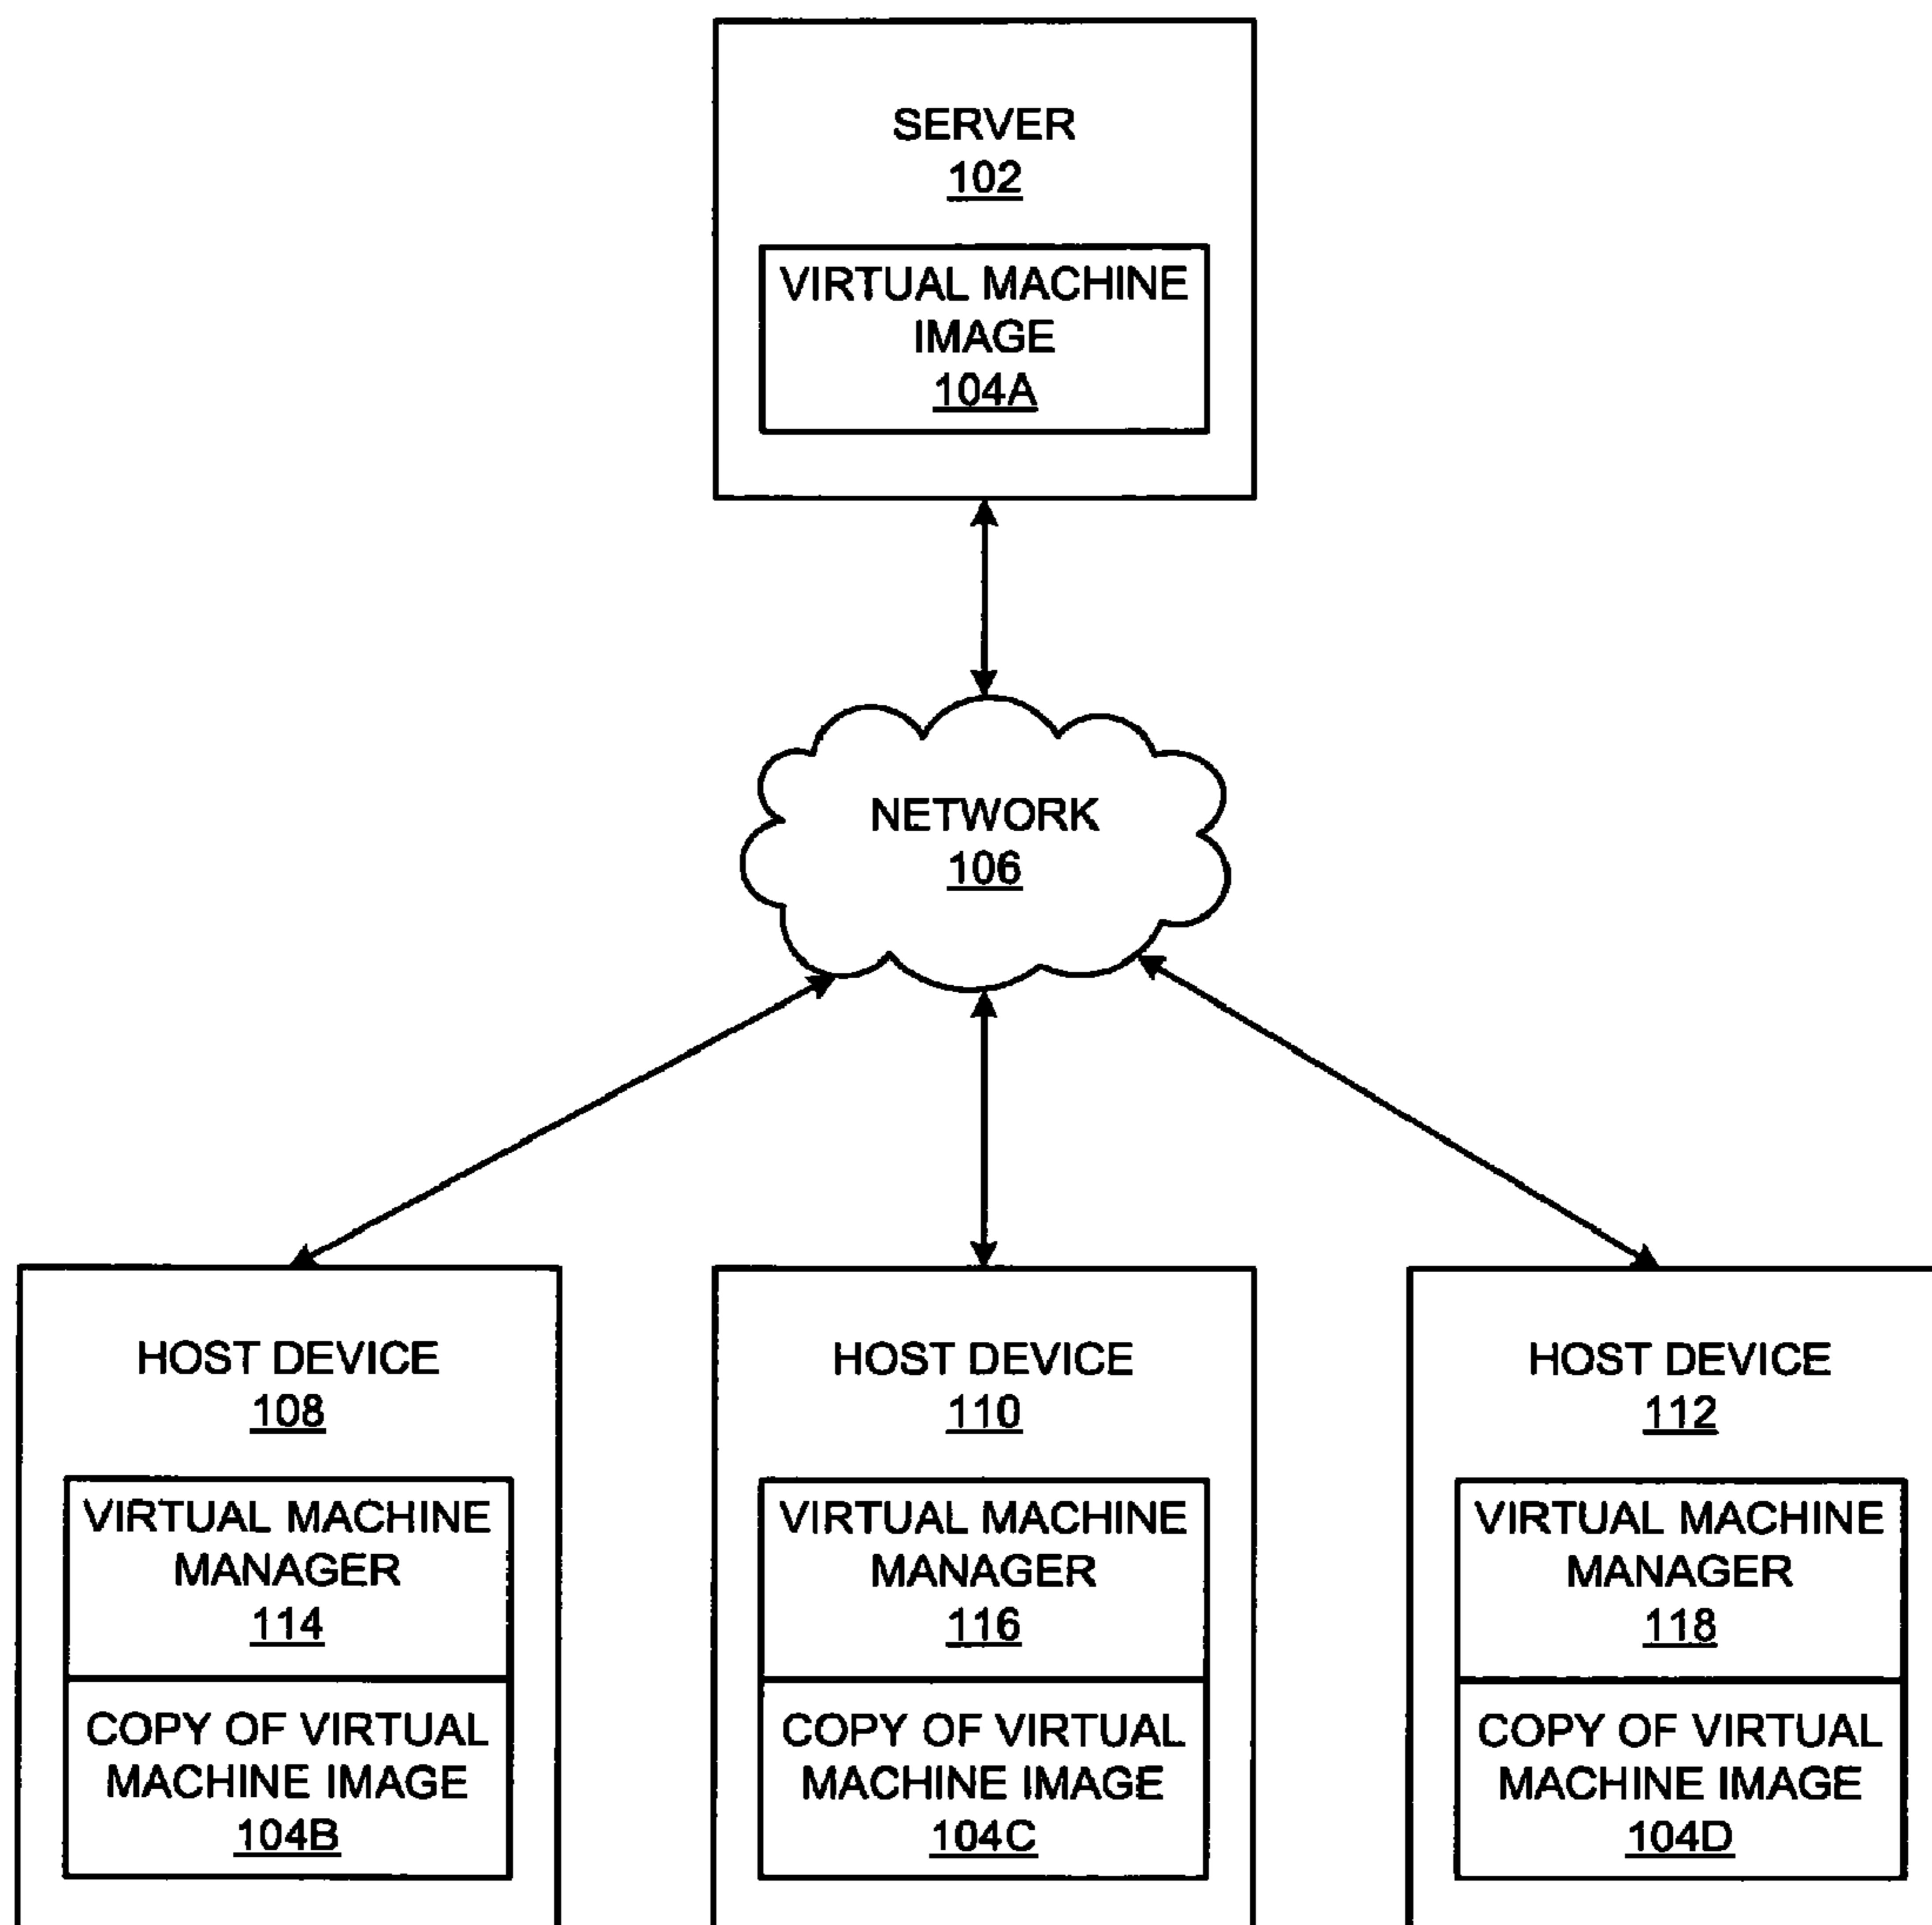 SERVER
102
VIRTUAL MACHINE
IMAGE
104A
NETWORK
106
HOST DEVICE
108
VIRTUAL MACHINE
MANAGER
114
COPY OF VIRTUAL
MACHINE IMAGE
104B
HOST DEVICE
110
VIRTUAL MACHINE
MANAGER
116
COPY OF VIRTUAL
MACHINE IMAGE
104C
HOST DEVICE
112
VIRTUAL MACHINE
MANAGER
118
COPY OF VIRTUAL
MACHINE IMAGE
104D